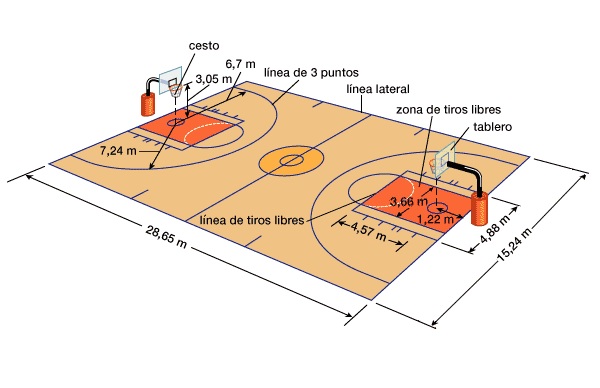 cesto
6,7 m
3,05 m
línea de 3 puntos
línea lateral
zona de tiros libres
tablero
7,24 m
3,66 m
línea de tiros libres
1,22 m
4,57 m
4,88 m
28,65 m
15,24 m